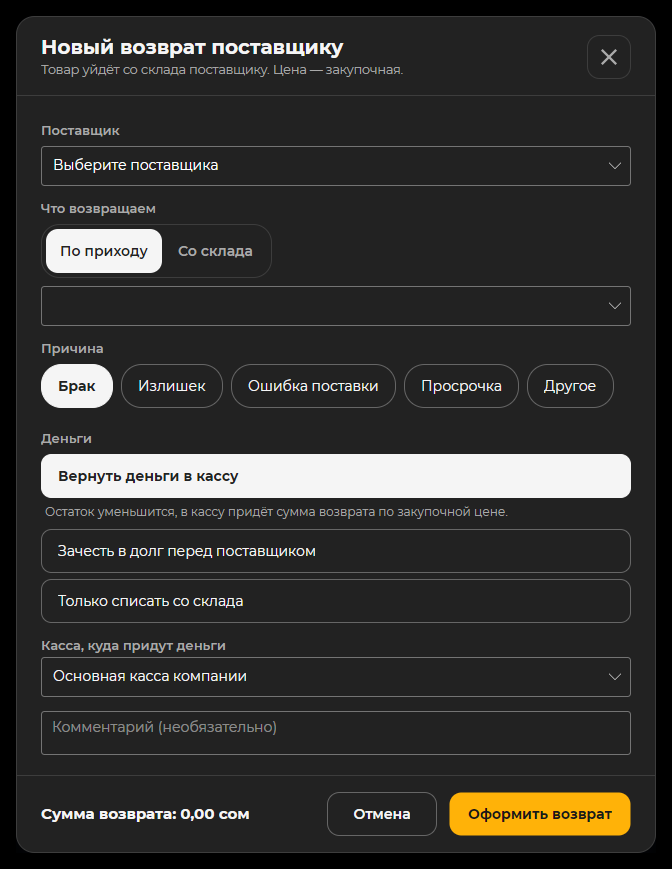 Новый возврат поставщику
Товар уйдёт со склада поставщику. Цена — закупочная.
Поставщик
Выберите поставщика
Что возвращаем
По приходу Со склада
Причина
Брак Излишек Ошибка поставки Просрочка Другое
Деньги
Вернуть деньги в кассу
Остаток уменьшится, в кассу придёт сумма возврата по закупочной цене.
Зачесть в долг перед поставщиком
Только списать со склада
Касса, куда придут деньги
Основная касса компании
Комментарий (необязательно)
Сумма возврата: 0,00 сом Отмена Оформить возврат